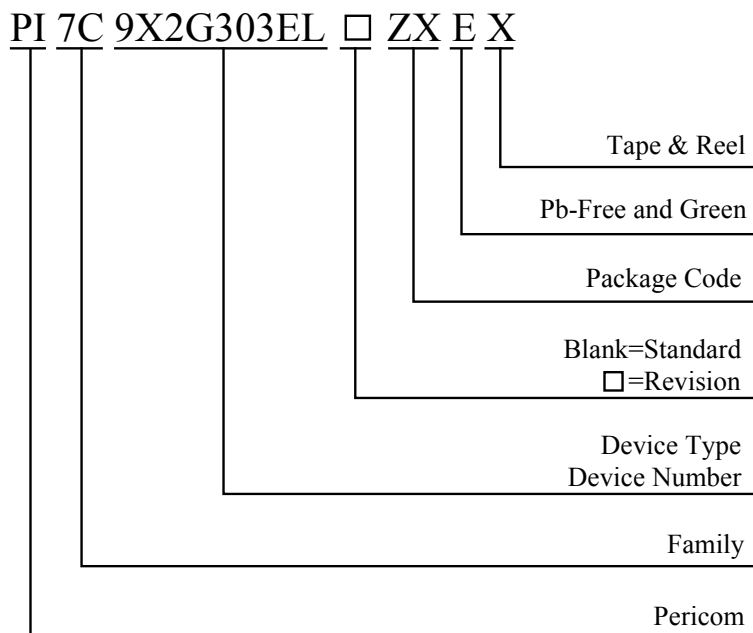 PI 7C 9X2G303EL □ ZX E X
Tape & Reel
Pb-Free and Green
Package Code
Blank=Standard
□=Revision
Device Type
Device Number
Family
Pericom